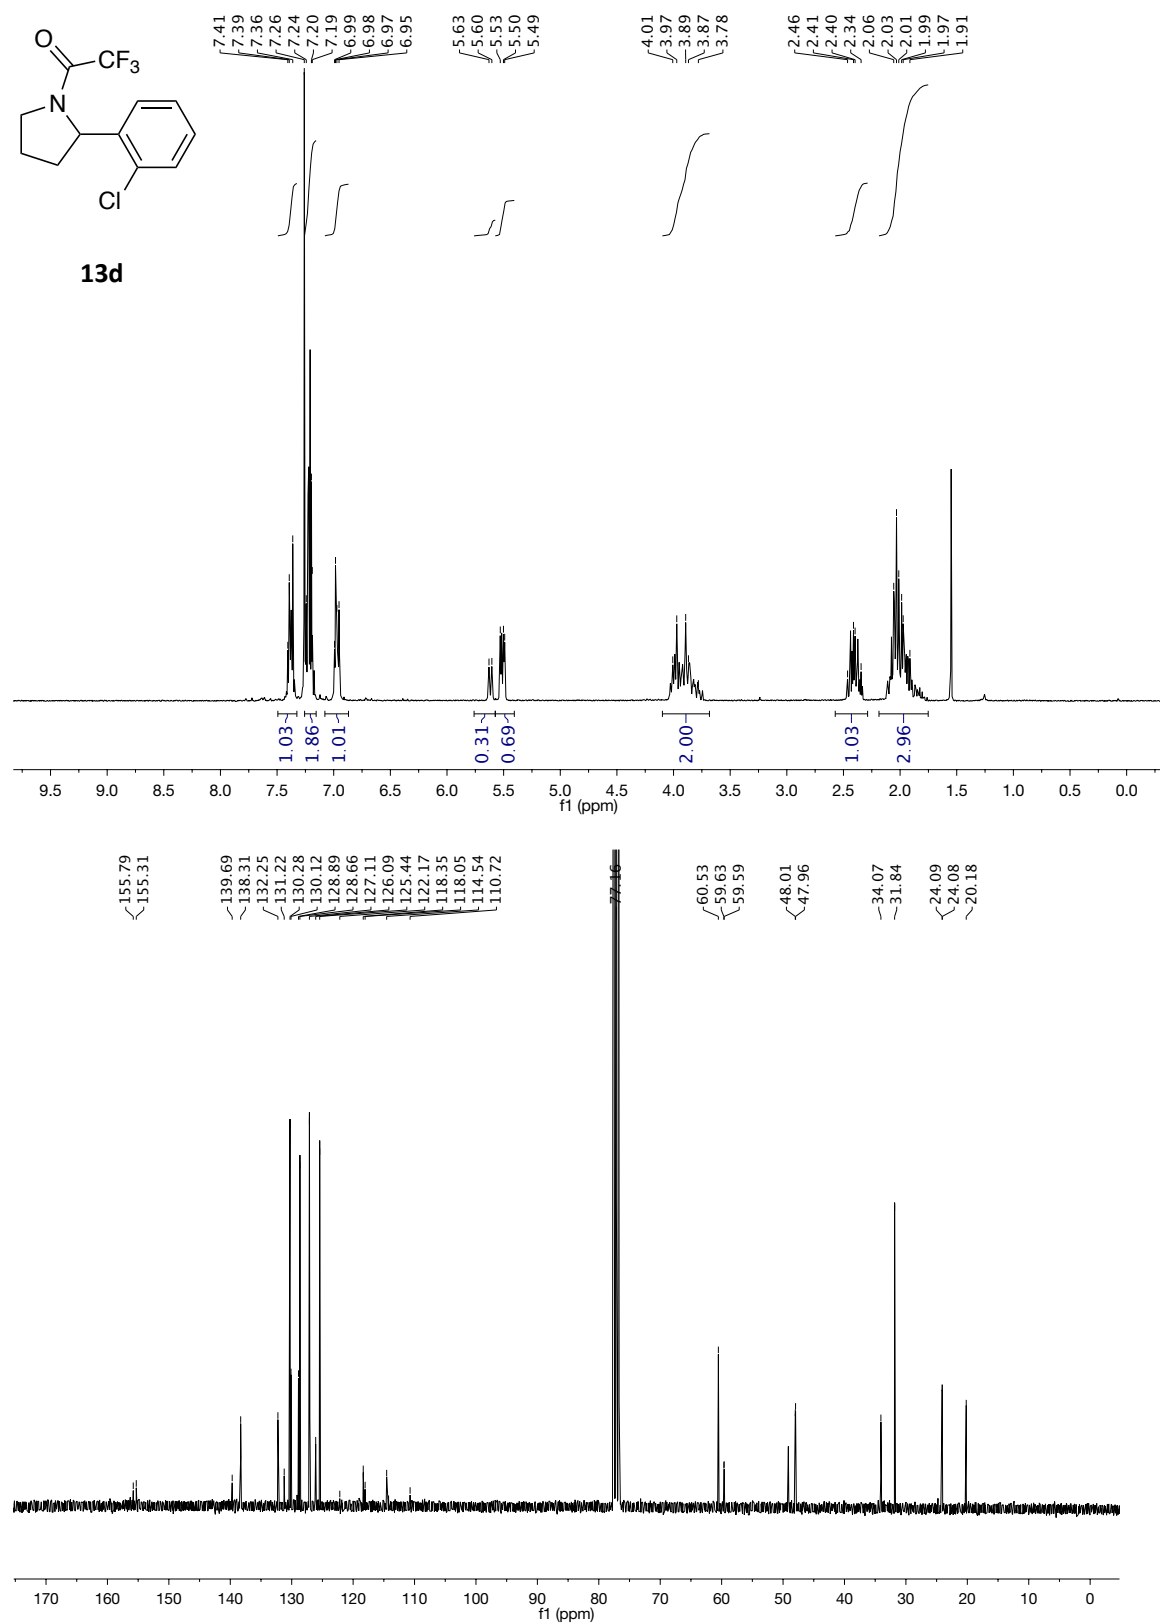 7.41 7.39 7.36 7.26 7.24 7.20 7.19 6.99 6.98 6.97 6.95 5.63 5.60 5.53 5.50 5.49 4.01 3.97 3.89 3.87 3.78 2.46 2.41 2.40 2.34 2.06 2.03 2.01 1.99 1.97 1.91
O
CF3
N
Cl
13d
1.03 1.86 1.01 0.31 0.69 2.00 1.03 2.96
9.5 9.0 8.5 8.0 7.5 7.0 6.5 6.0 5.5 5.0 4.5 4.0 3.5 3.0 2.5 2.0 1.5 1.0 0.5 0.0
f1 (ppm)
155.79 155.31 139.69 138.31 132.25 131.22 130.28 130.12 128.89 128.66 127.11 126.09 125.44 122.17 118.35 118.05 114.54 110.72 77.16 60.53 59.63 59.59 48.01 47.96 34.07 31.84 24.09 24.08 20.18
170 160 150 140 130 120 110 100 90 80 70 60 50 40 30 20 10 0
f1 (ppm)